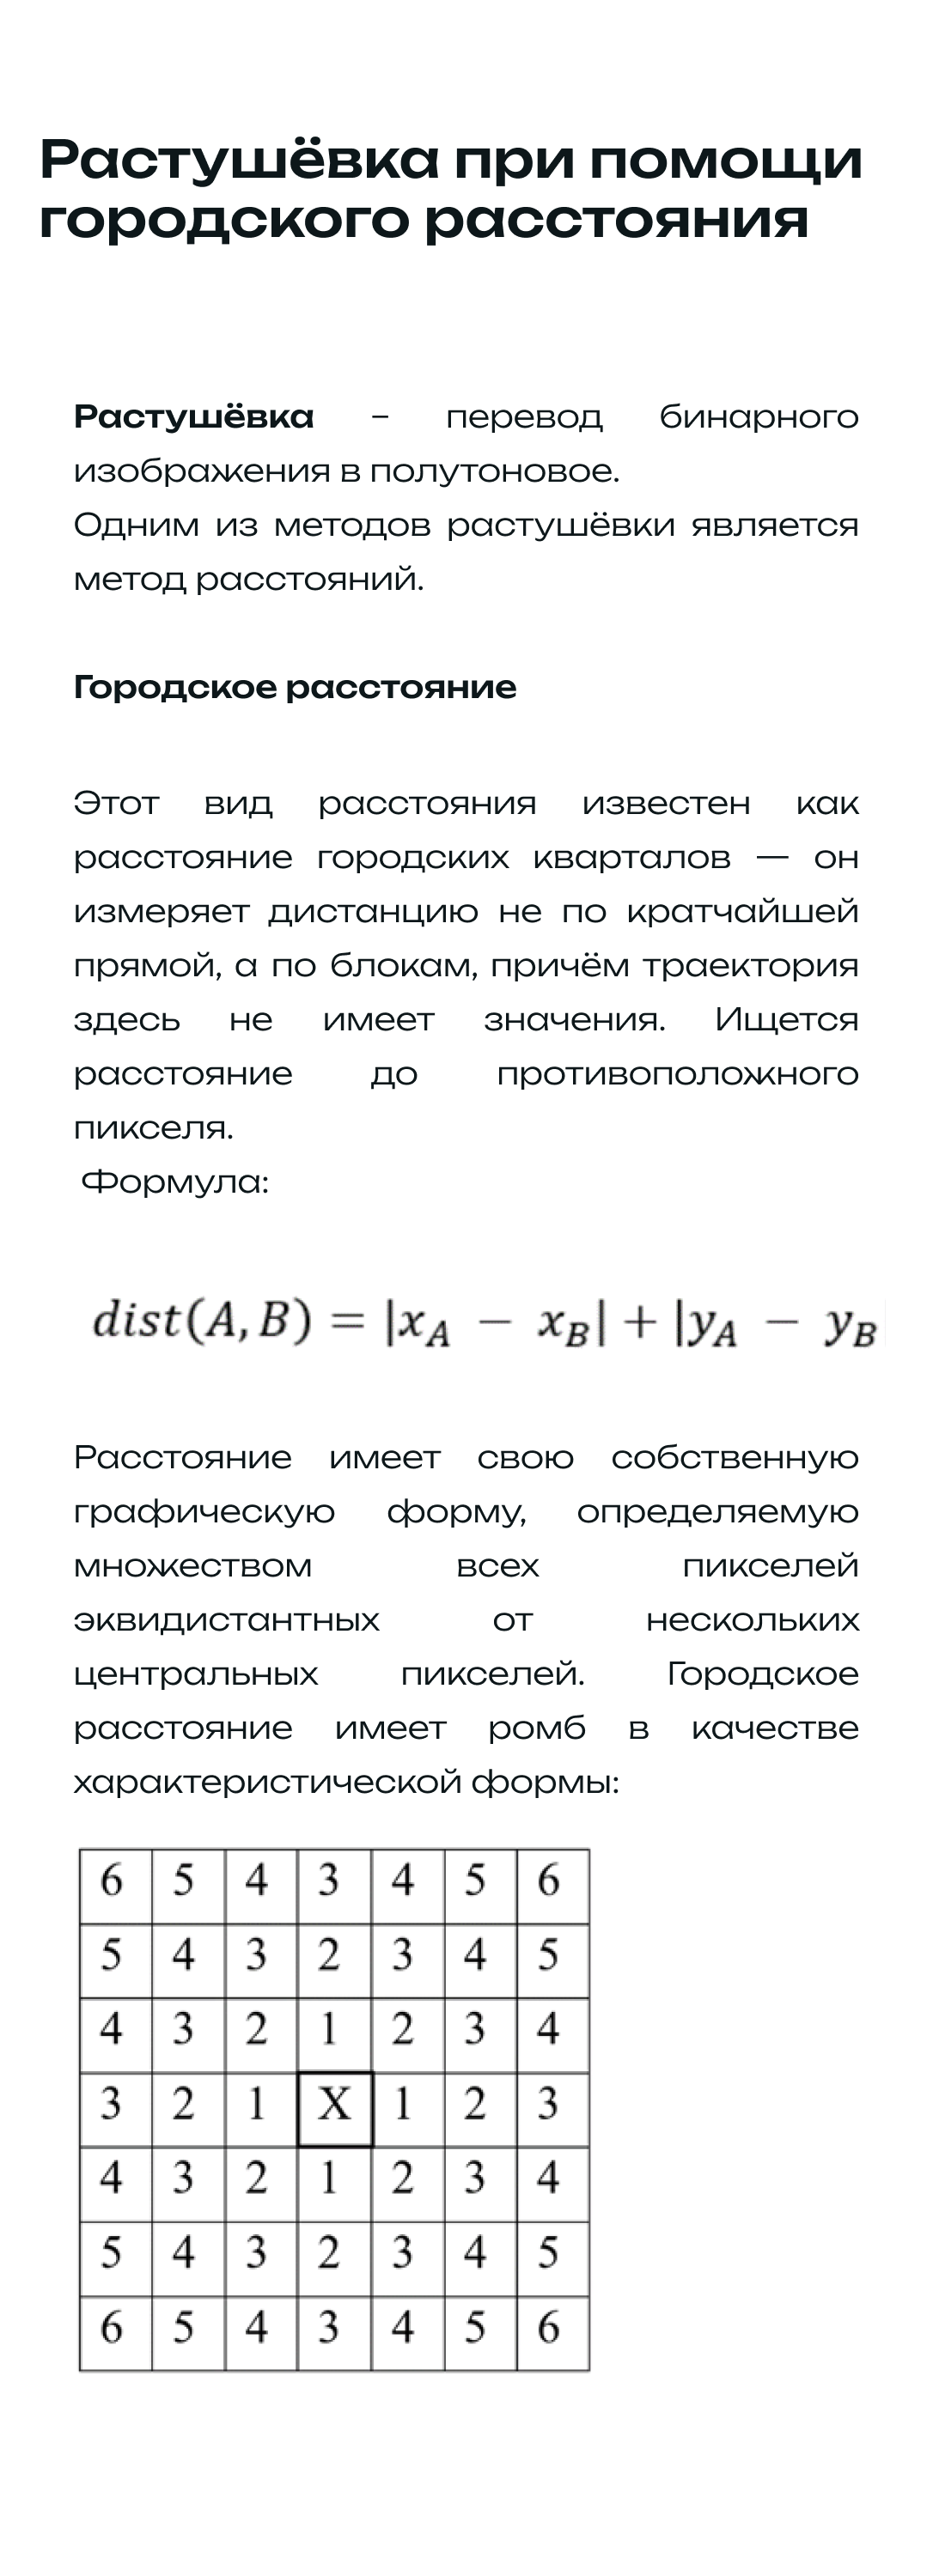 Растушёвка при помощи
городского расстояния
Растушёвка – перевод бинарного
изображения в полутоновое.
Одним из методов растушёвки является
метод расстояний.
Городское расстояние
Этот вид расстояния известен как
расстояние городских кварталов — он
измеряет дистанцию не по кратчайшей
прямой, а по блокам, причём траектория
здесь не имеет значения. Ищется
расстояние до противоположного
пикселя.
Формула:
dist(A, B) = |x_A − x_B| + |y_A − y_B
Расстояние имеет свою собственную
графическую форму, определяемую
множеством всех пикселей
эквидистантных от нескольких
центральных пикселей. Городское
расстояние имеет ромб в качестве
характеристической формы:
6 5 4 3 4 5 6
5 4 3 2 3 4 5
4 3 2 1 2 3 4
3 2 1 X 1 2 3
4 3 2 1 2 3 4
5 4 3 2 3 4 5
6 5 4 3 4 5 6